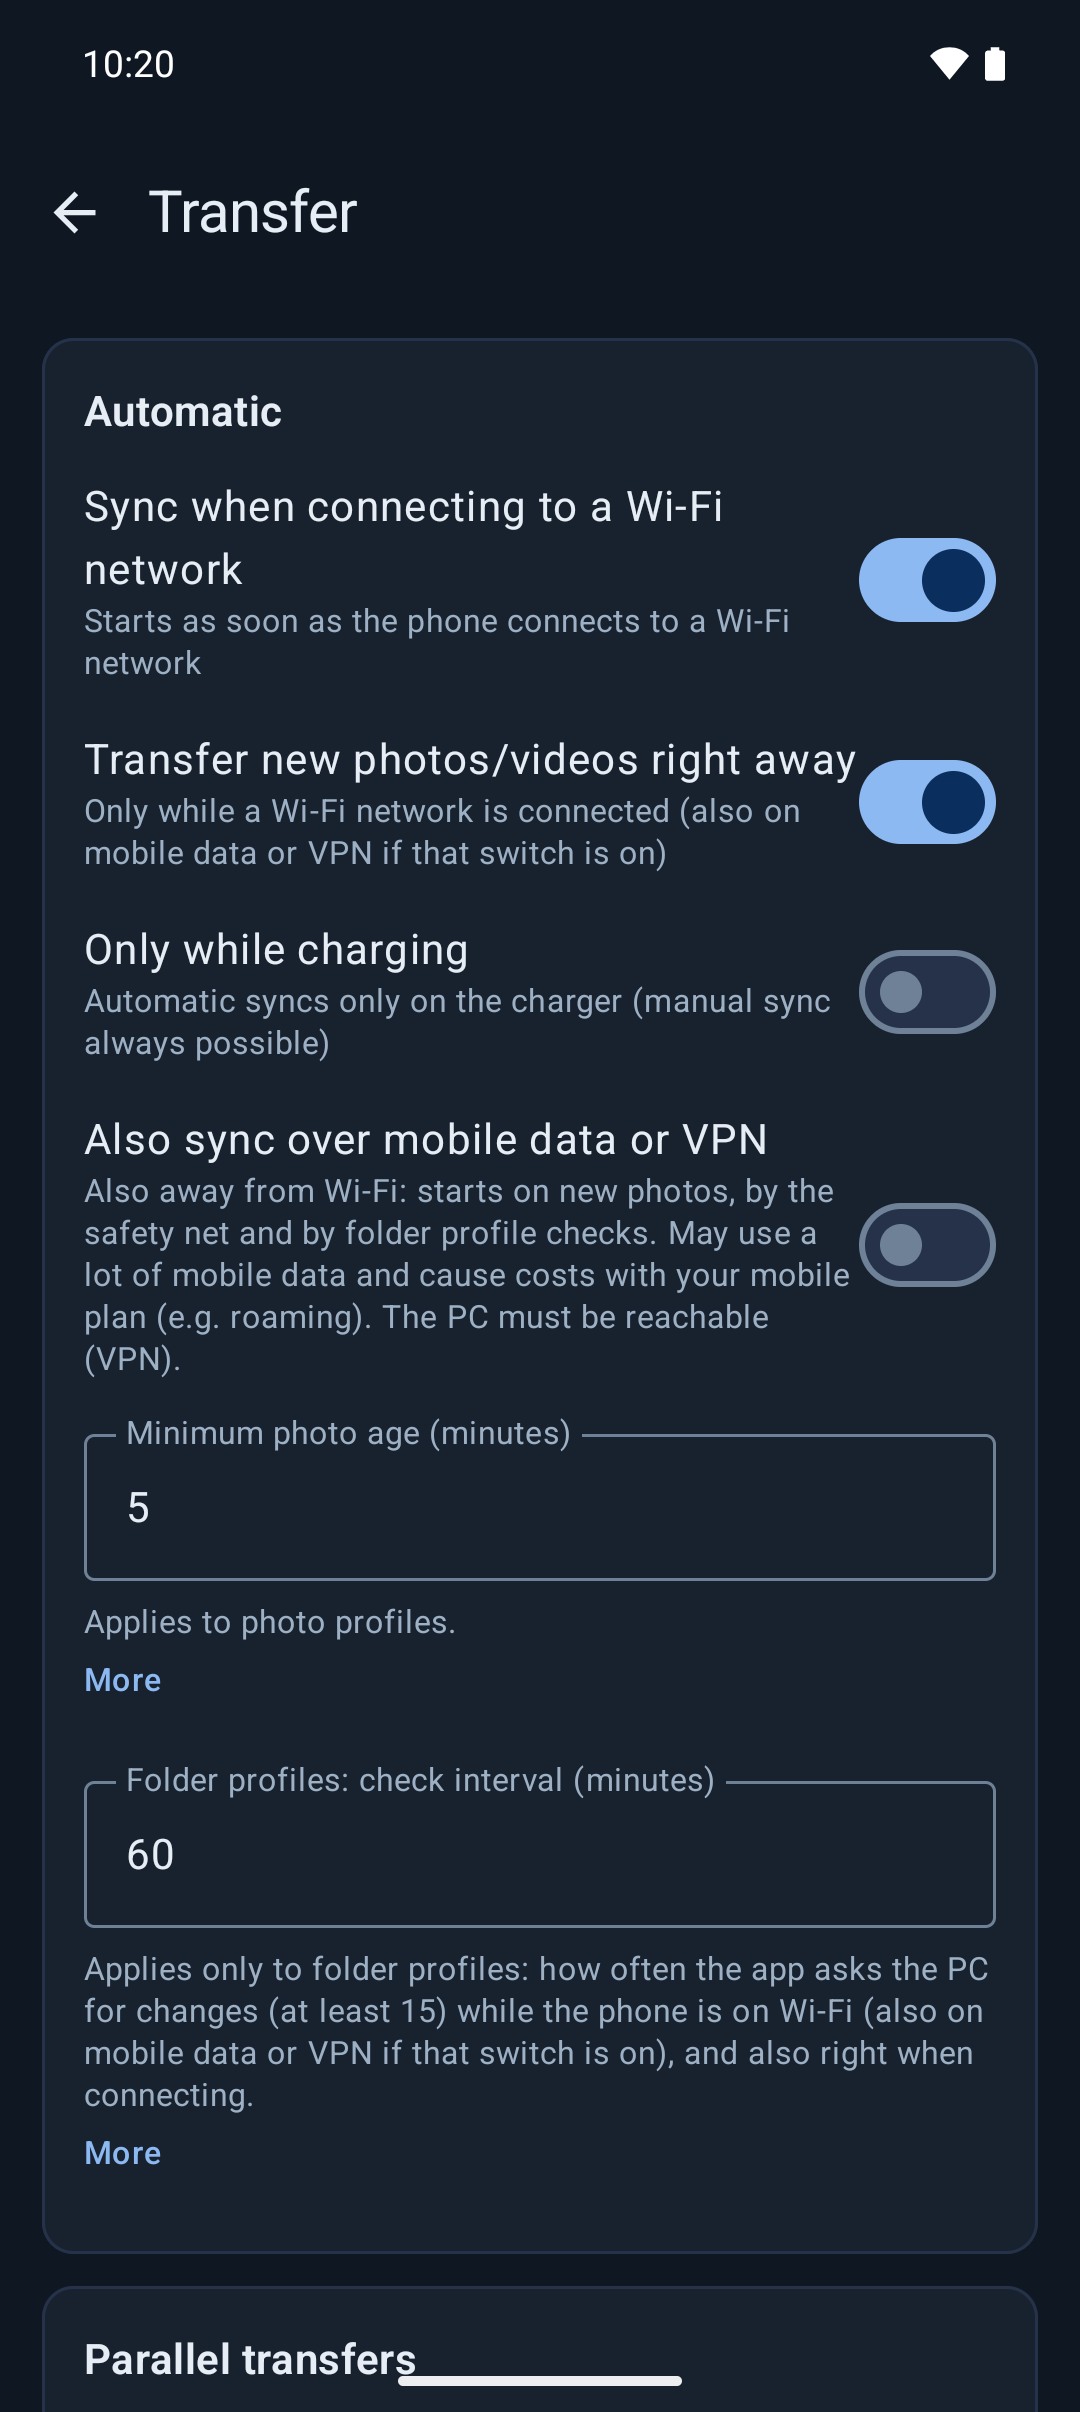 10:20
Transfer
Automatic
Sync when connecting to a Wi-Fi
network
Starts as soon as the phone connects to a Wi-Fi
network
Transfer new photos/videos right away
Only while a Wi-Fi network is connected (also on
mobile data or VPN if that switch is on)
Only while charging
Automatic syncs only on the charger (manual sync
always possible)
Also sync over mobile data or VPN
Also away from Wi-Fi: starts on new photos, by the
safety net and by folder profile checks. May use a
lot of mobile data and cause costs with your mobile
plan (e.g. roaming). The PC must be reachable
(VPN).
Minimum photo age (minutes)
5
Applies to photo profiles.
More
Folder profiles: check interval (minutes)
60
Applies only to folder profiles: how often the app asks the PC
for changes (at least 15) while the phone is on Wi-Fi (also on
mobile data or VPN if that switch is on), and also right when
connecting.
More
Parallel transfers